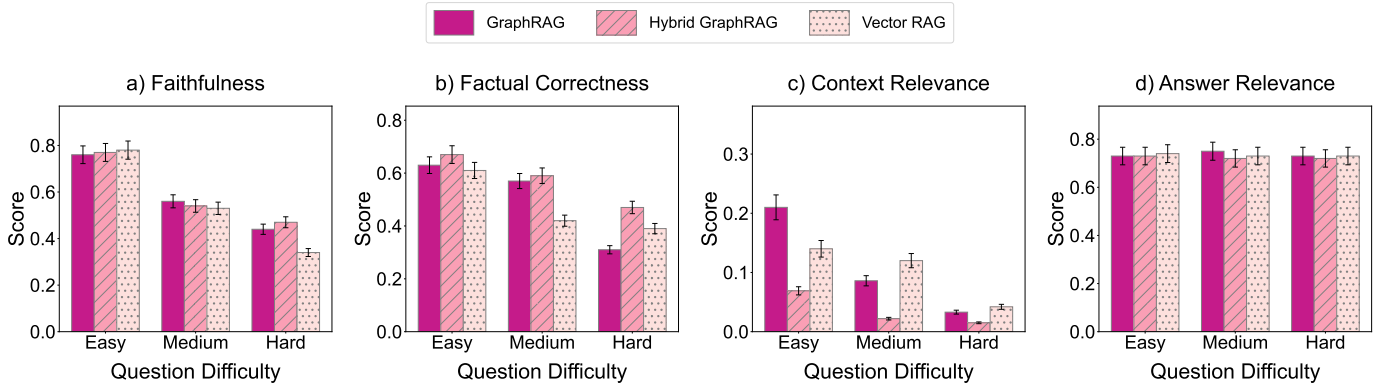 GraphRAG Hybrid GraphRAG Vector RAG
a) Faithfulness
Score
0.8
0.6
0.4
0.2
0.0
Easy Medium Hard
Question Difficulty
b) Factual Correctness
Score
0.8
0.6
0.4
0.2
0.0
Easy Medium Hard
Question Difficulty
c) Context Relevance
Score
0.3
0.2
0.1
0.0
Easy Medium Hard
Question Difficulty
d) Answer Relevance
Score
0.8
0.6
0.4
0.2
0.0
Easy Medium Hard
Question Difficulty